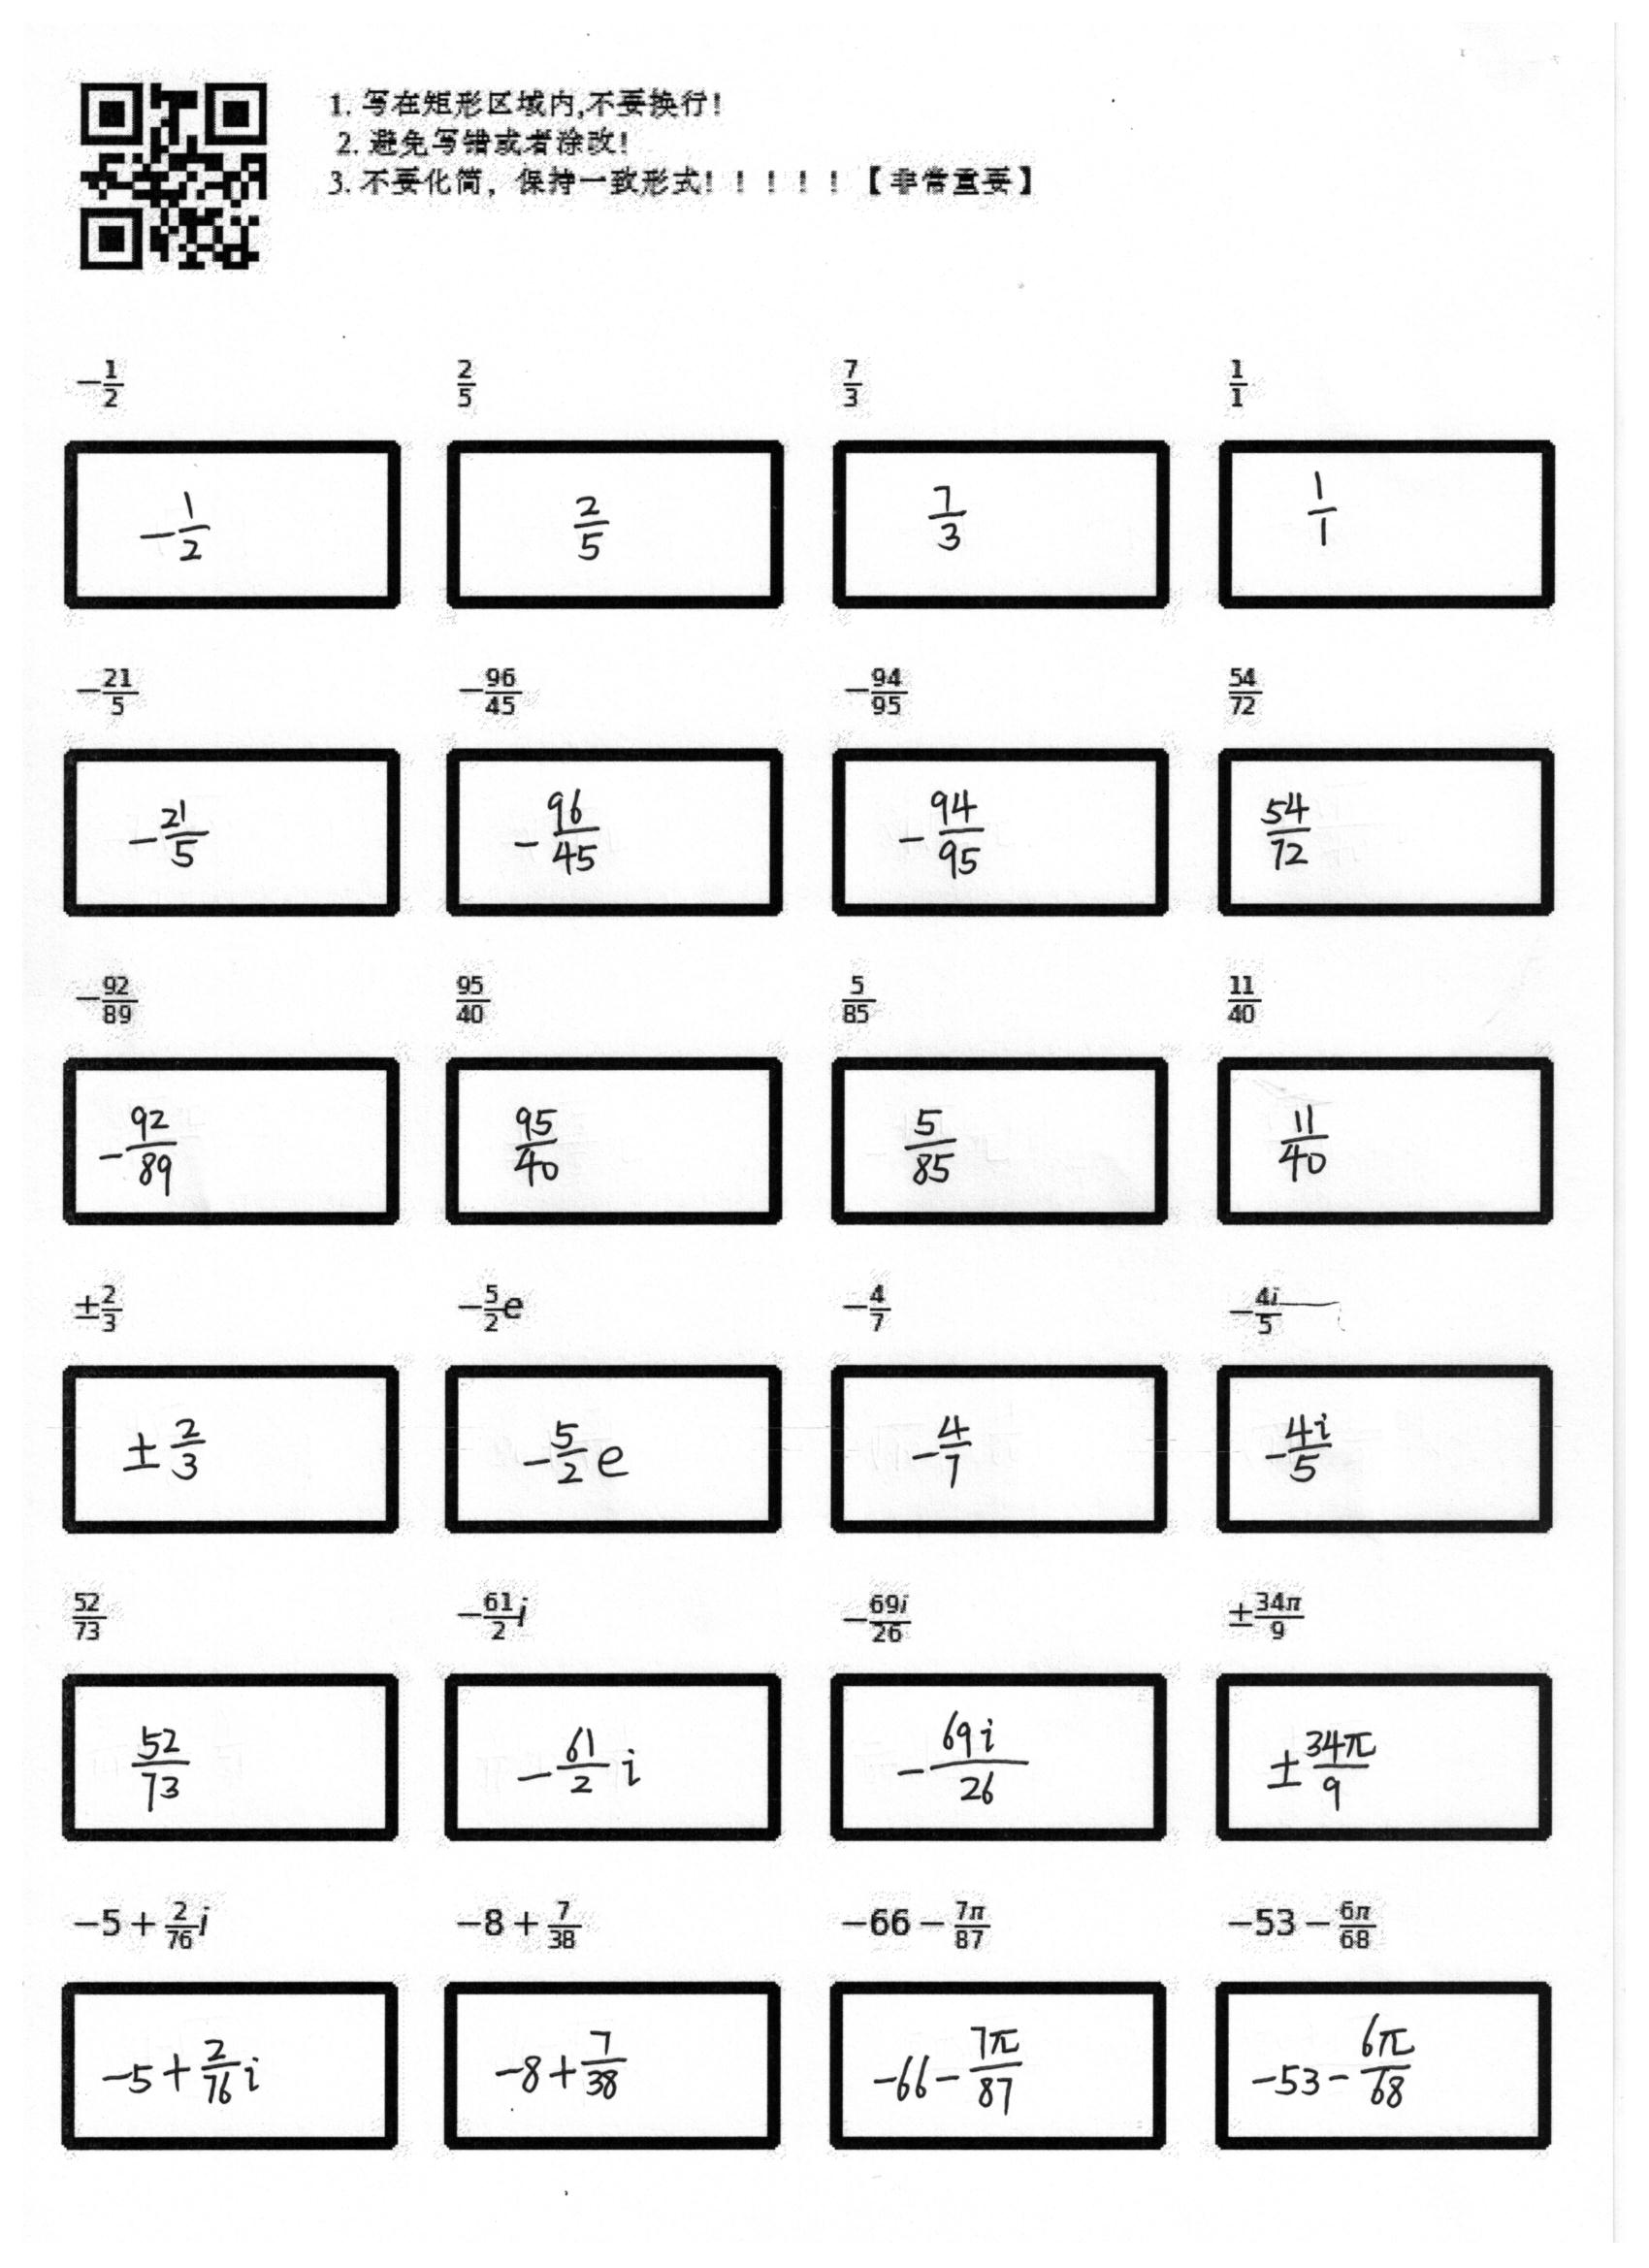 1. 写在矩形区域内,不要换行!
2. 避免写错或者涂改!
3. 不要化简，保持一致形式! ! ! ! ! 【非常重要】
$-\frac{1}{2}$ $\frac{2}{5}$ $\frac{7}{3}$ $\frac{1}{1}$
$-\frac{1}{2}$ $\frac{2}{5}$ $\frac{7}{3}$ $\frac{1}{1}$
$-\frac{21}{5}$ $-\frac{96}{45}$ $-\frac{94}{95}$ $\frac{54}{72}$
$-\frac{21}{5}$ $-\frac{96}{45}$ $-\frac{94}{95}$ $\frac{54}{72}$
$-\frac{92}{89}$ $\frac{95}{40}$ $\frac{5}{85}$ $\frac{11}{40}$
$-\frac{92}{89}$ $\frac{95}{40}$ $\frac{5}{85}$ $\frac{11}{40}$
$\pm\frac{2}{3}$ $-\frac{5}{2}e$ $-\frac{4}{7}$ $-\frac{4i}{5}$
$\pm\frac{2}{3}$ $-\frac{5}{2}e$ $-\frac{4}{7}$ $-\frac{4i}{5}$
$\frac{52}{73}$ $-\frac{61}{2}i$ $-\frac{69i}{26}$ $\pm\frac{34\pi}{9}$
$\frac{52}{73}$ $-\frac{61}{2}i$ $-\frac{69i}{26}$ $\pm\frac{34\pi}{9}$
$-5+\frac{2}{76}i$ $-8+\frac{7}{38}$ $-66-\frac{7\pi}{87}$ $-53-\frac{6\pi}{68}$
$-5+\frac{2}{76}i$ $-8+\frac{7}{38}$ $-66-\frac{7\pi}{87}$ $-53-\frac{6\pi}{68}$